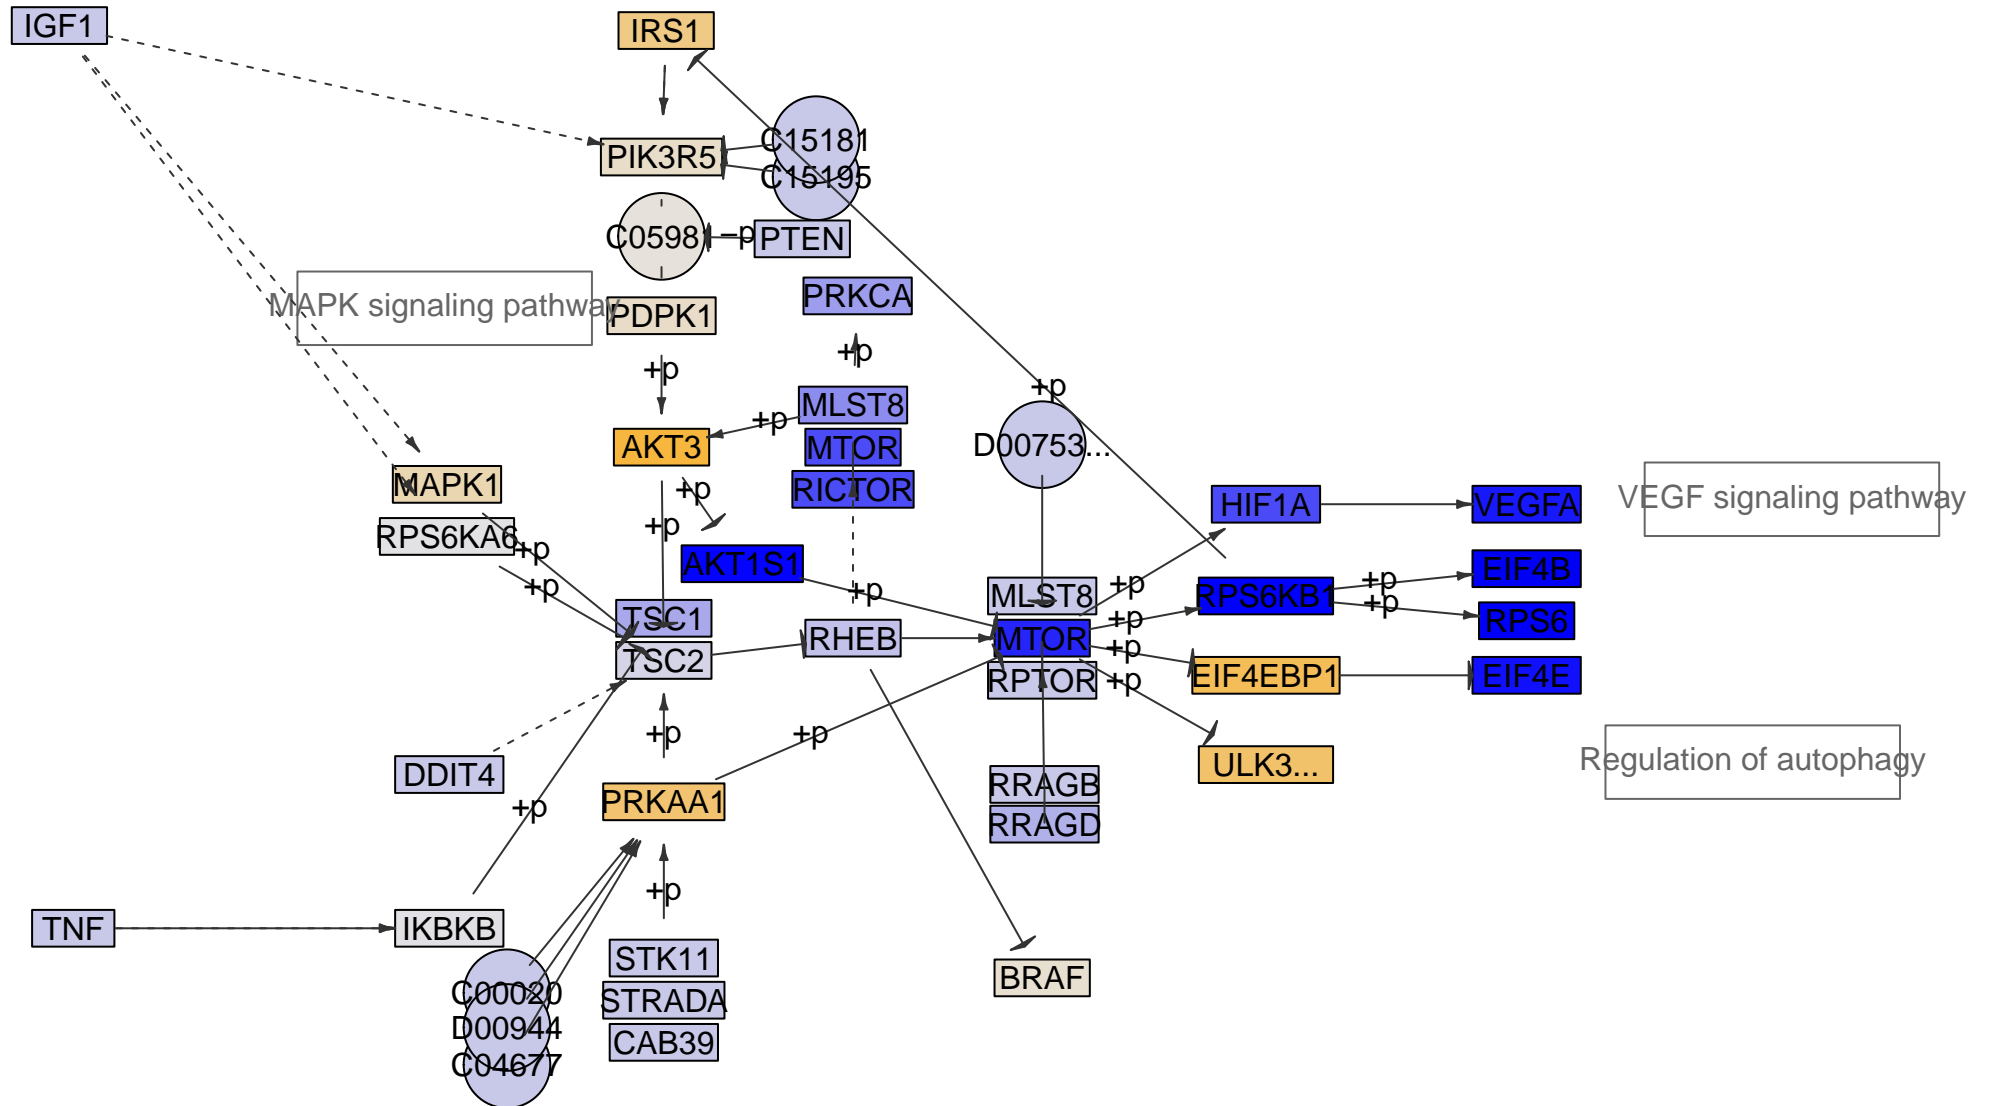 IGF1
IRS1
C15181
PIK3R5
C15195
C0598
-p
PTEN
PRKCA
MAPK signaling pathway
PDPK1
+p
+p
+p
MLST8
+p
AKT3
MTOR
D00753...
MAPK1
RICTOR
+p
HIF1A
VEGFA
VEGF signaling pathway
RPS6KA6
+p
+p
AKT1S1
EIF4B
+p
+p
+p
+p
MLST8
RPS6KB1
+p
TSC1
+p
RPS6
RHEB
MTOR
+p
TSC2
RPTOR
+p
EIF4EBP1
EIF4E
+p
+p
Regulation of autophagy
ULK3...
DDIT4
RRAGB
PRKAA1
+p
RRAGD
+p
TNF
IKBKB
STK11
BRAF
C00020
STRADA
D00944
CAB39
C04677